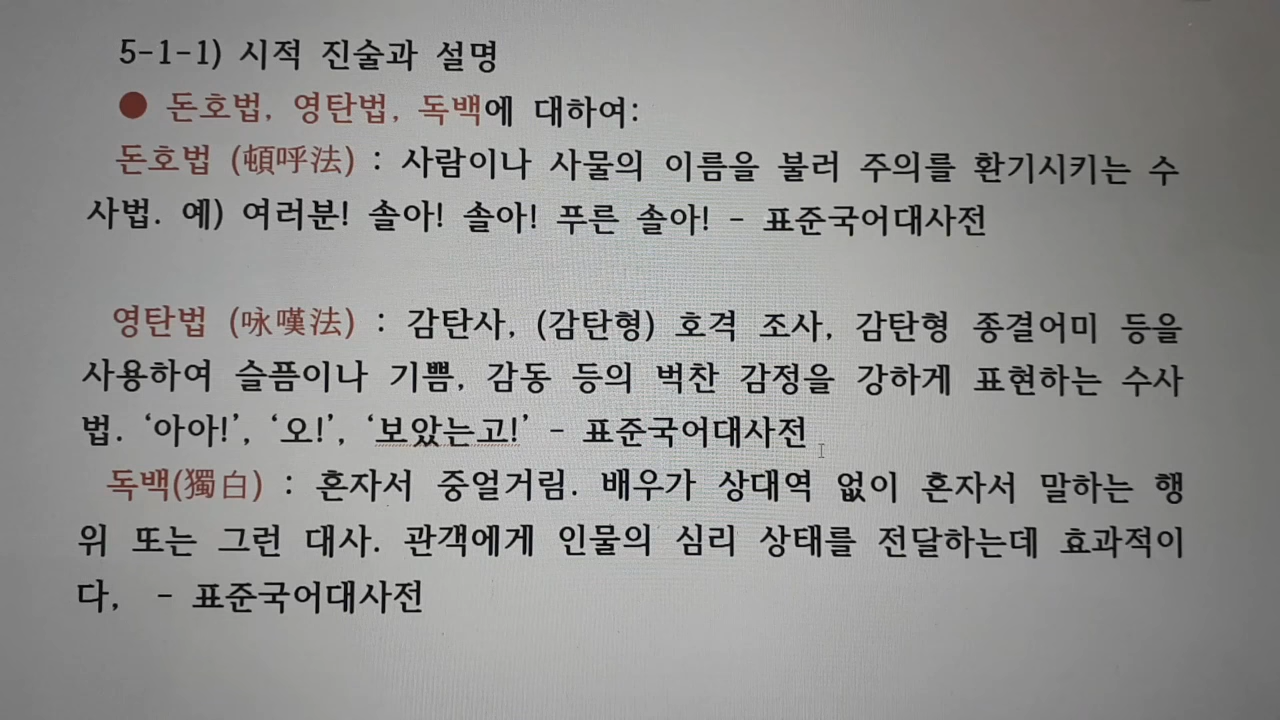 5-1-1) 시적 진술과 설명
● 돈호법, 영탄법, 독백에 대하여:
돈호법 (頓呼法) : 사람이나 사물의 이름을 불러 주의를 환기시키는 수
사법. 예) 여러분! 솔아! 솔아! 푸른 솔아! - 표준국어대사전
영탄법 (咏嘆法) : 감탄사, (감탄형) 호격 조사, 감탄형 종결어미 등을
사용하여 슬픔이나 기쁨, 감동 등의 벅찬 감정을 강하게 표현하는 수사
법. ‘아아!’, ‘오!’, ‘보았는고!’ - 표준국어대사전
독백(獨白) : 혼자서 중얼거림. 배우가 상대역 없이 혼자서 말하는 행
위 또는 그런 대사. 관객에게 인물의 심리 상태를 전달하는데 효과적이
다, - 표준국어대사전